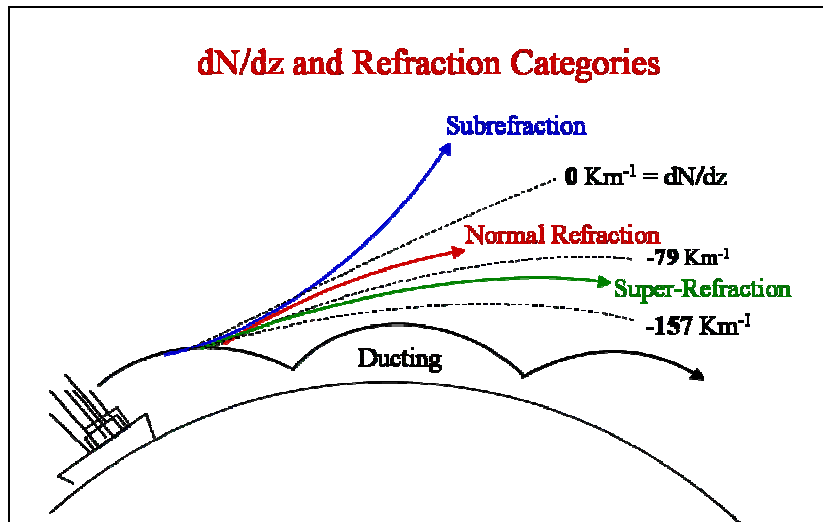 dN/dz and Refraction Categories
Subrefraction
0 Km-1 = dN/dz
Normal Refraction
-79 Km-1
Super-Refraction
-157 Km-1
Ducting